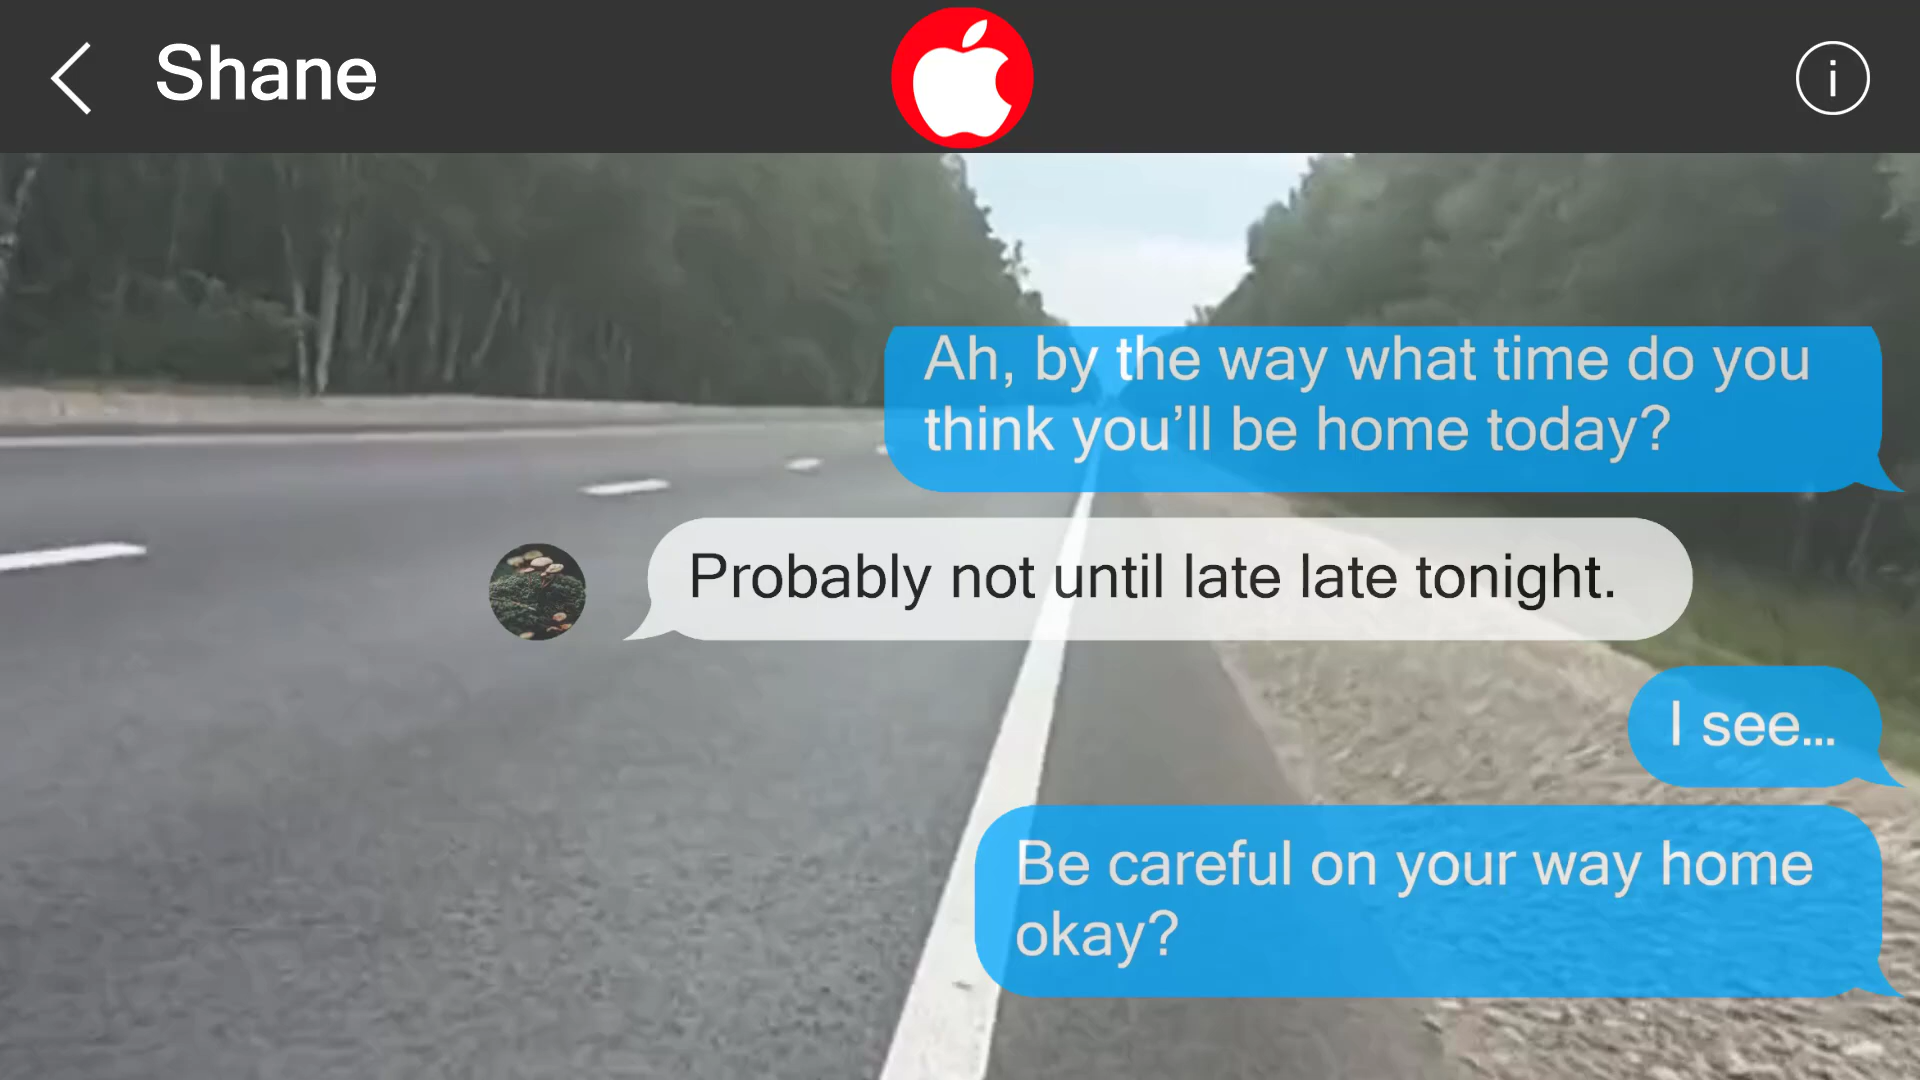 Shane
i
Ah, by the way what time do you
think you’ll be home today?
Probably not until late late tonight.
I see...
Be careful on your way home
okay?